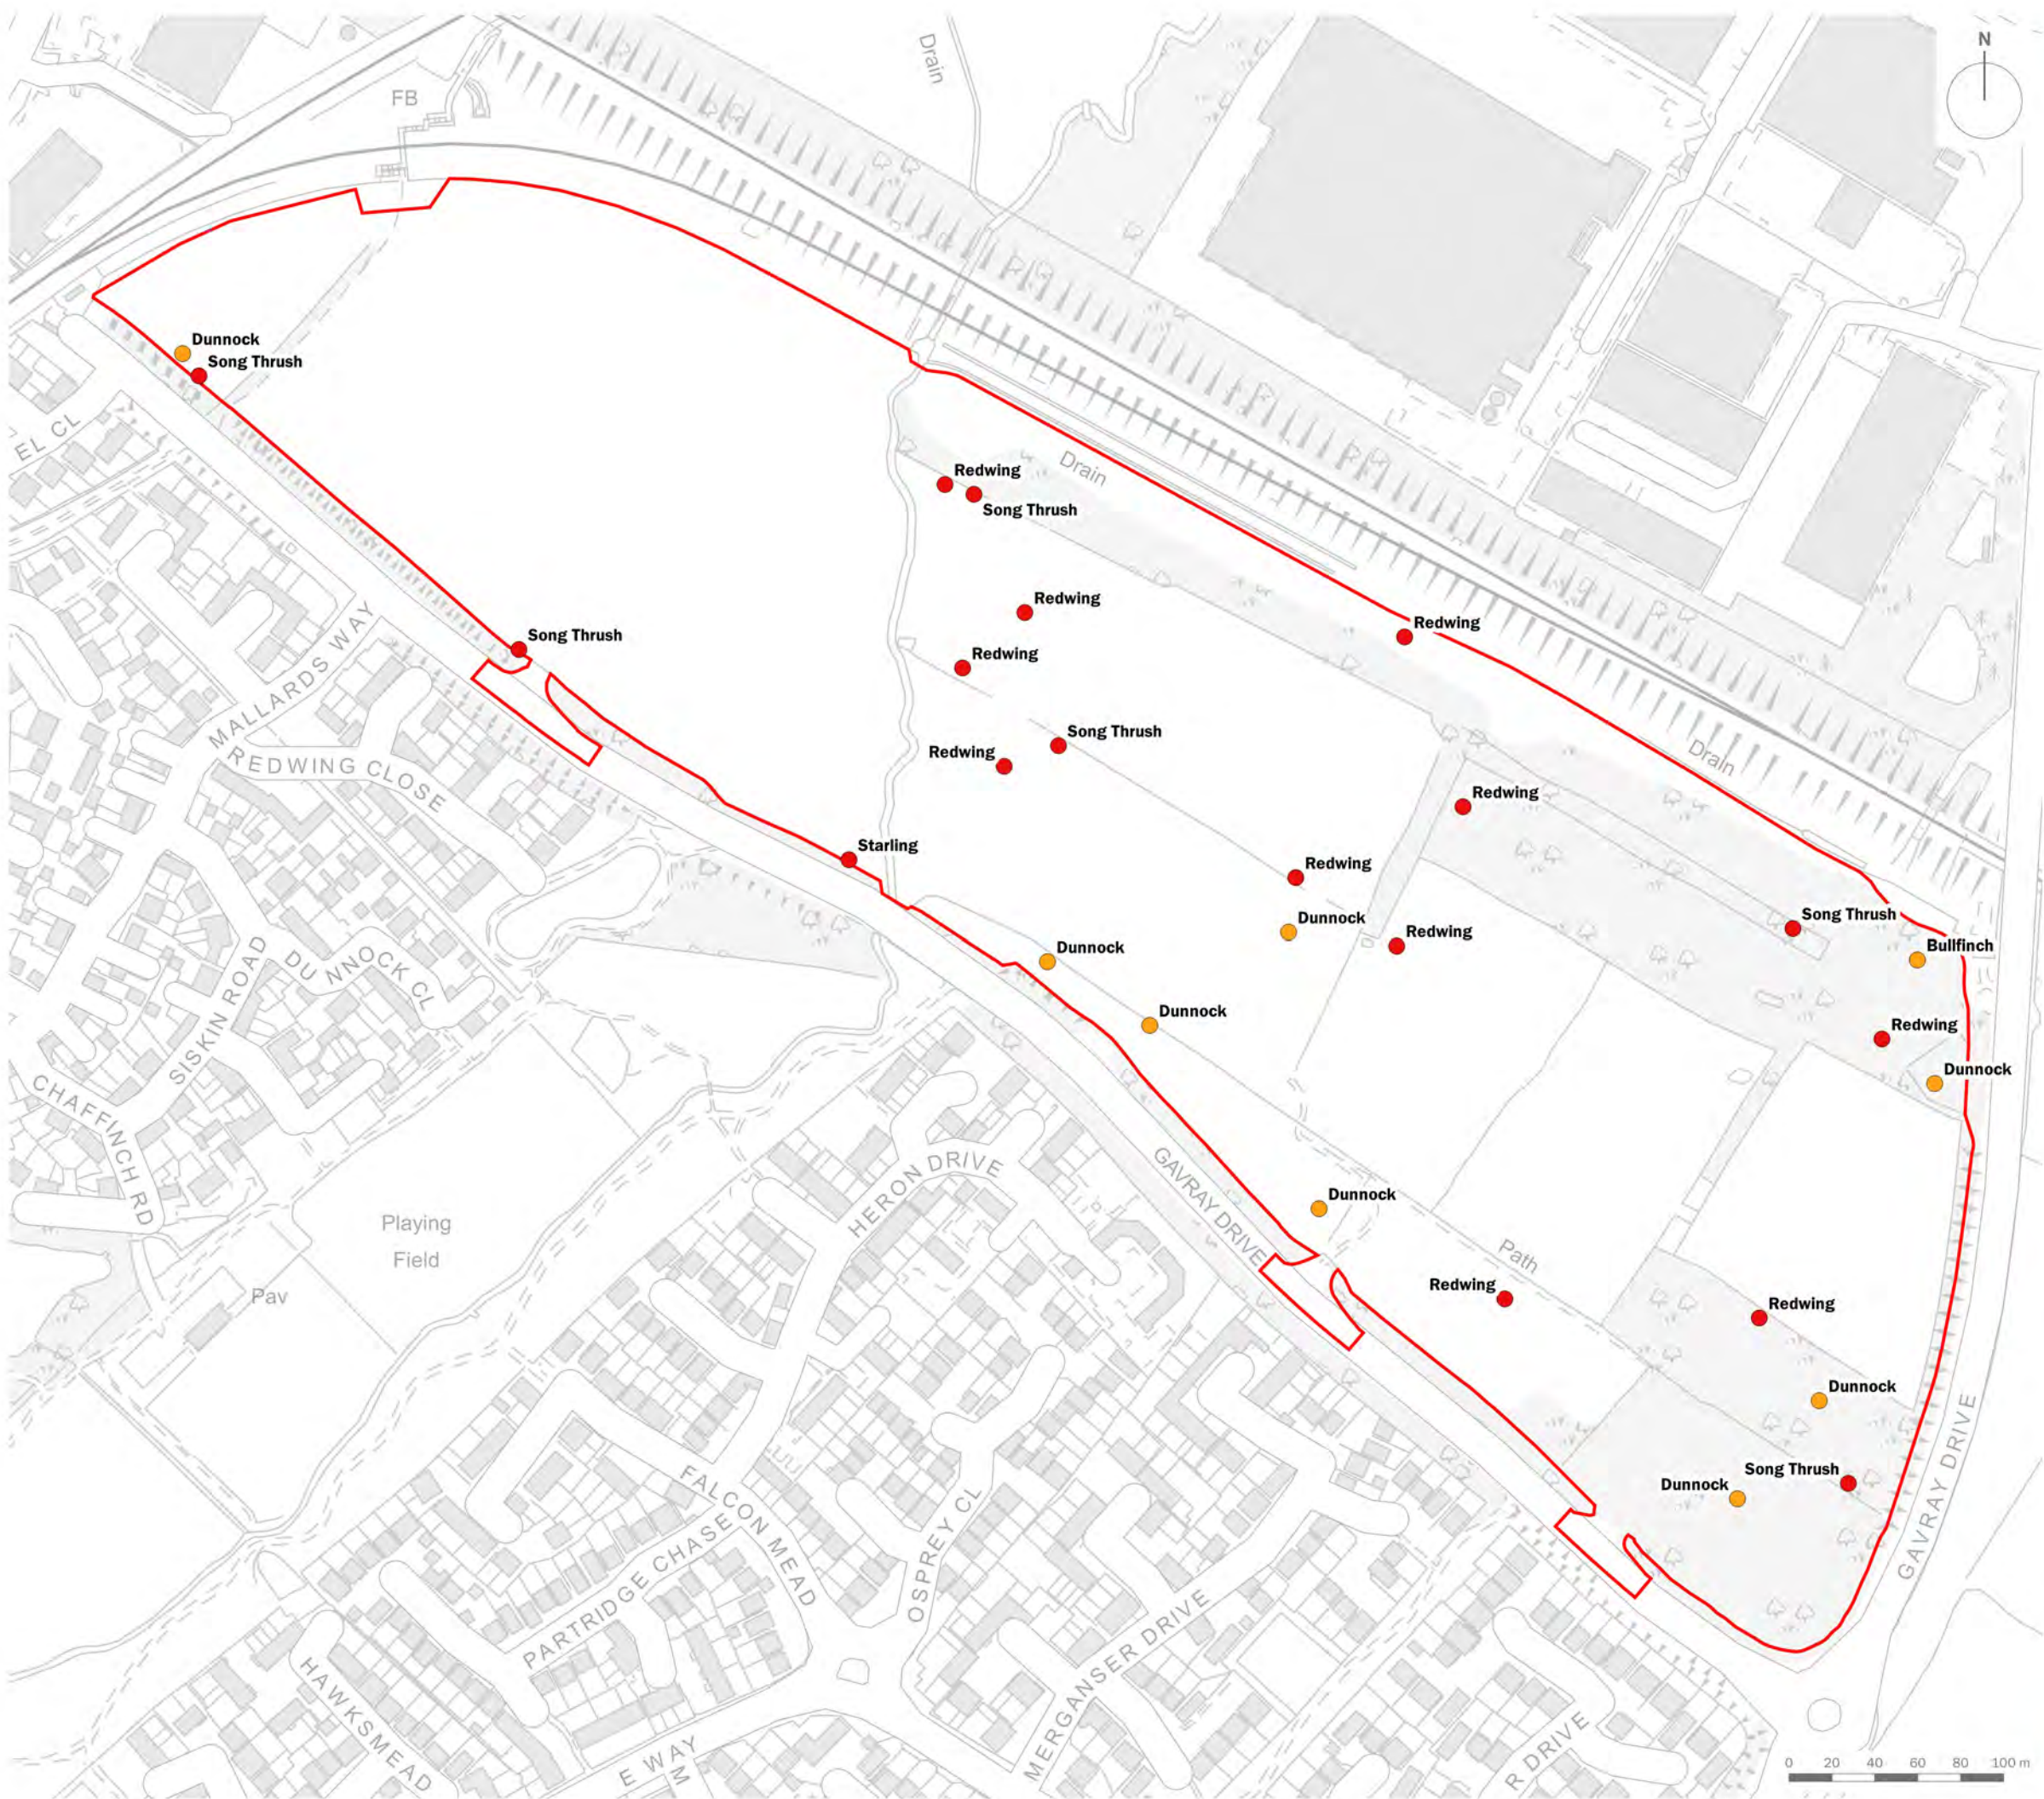 N
Drain
FB
Dunnock
Song Thrush
EL CL
Redwing
Drain
Song Thrush
Redwing
Redwing
Song Thrush
Redwing
MALLARDS WAY
Song Thrush
Redwing
Drain
REDWING CLOSE
Redwing
Starling
Redwing
Song Thrush
Dunnock
Redwing
Bullfinch
Dunnock
DUNNOCK CL
SISKIN ROAD
Dunnock
Redwing
Dunnock
CHAFFINCH RD
HERON DRIVE
GAVRAY DRIVE
Dunnock
Playing
Field
Path
Pav
Redwing
Redwing
Dunnock
GAVRAY DRIVE
Song Thrush
Dunnock
FALCON MEAD
PARTRIDGE CHASE
OSPREY CL
MERGANSER DRIVE
HAWKSMEAD
E WAY
M
R DRIVE
0 20 40 60 80 100 m